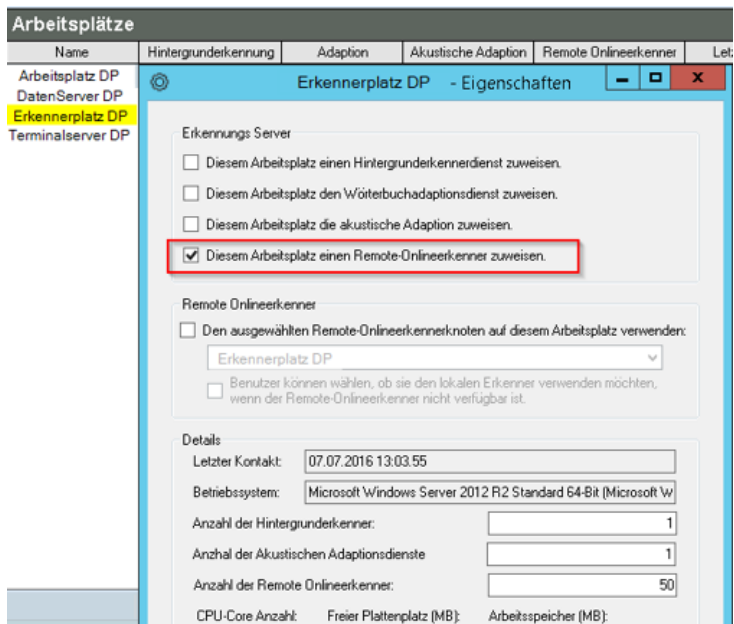 Arbeitsplätze
Name Hintergrunderkennung Adaption Akustische Adaption Remote Onlineerkenner Letz
Arbeitsplatz DP
DatenServer DP
Erkennerplatz DP
Terminalserver DP
Erkennerplatz DP - Eigenschaften
Erkennungs Server
Diesem Arbeitsplatz einen Hintergrunderkennerdienst zuweisen.
Diesem Arbeitsplatz den Wörterbuchadaptionsdienst zuweisen.
Diesem Arbeitsplatz die akustische Adaption zuweisen.
Diesem Arbeitsplatz einen Remote-Onlineerkenner zuweisen.
Remote Onlineerkenner
Den ausgewählten Remote-Onlineerkennerknoten auf diesem Arbeitsplatz verwenden:
Erkennerplatz DP
Benutzer können wählen, ob sie den lokalen Erkenner verwenden möchten,
wenn der Remote-Onlineerkenner nicht verfügbar ist.
Details
Letzter Kontakt: 07.07.2016 13:03.55
Betriebssystem: Microsoft Windows Server 2012 R2 Standard 64-Bit (Microsoft W
Anzahl der Hintergrunderkenner: 1
Anzhal der Akustischen Adaptionsdienste 1
Anzahl der Remote Onlineerkenner: 50
CPU-Core Anzahl: Freier Plattenplatz (MB): Arbeitsspeicher (MB):